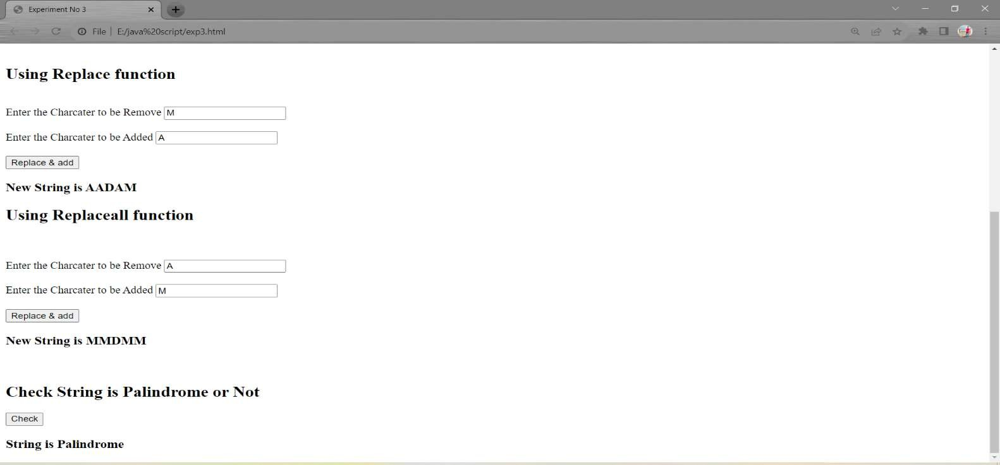 Experiment No 3
File | E:/java%20script/exp3.html
Using Replace function
Enter the Charcater to be Remove M
Enter the Charcater to be Added A
Replace & add
New String is AADAM
Using Replaceall function
Enter the Charcater to be Remove A
Enter the Charcater to be Added M
Replace & add
New String is MMDMM
Check String is Palindrome or Not
Check
String is Palindrome